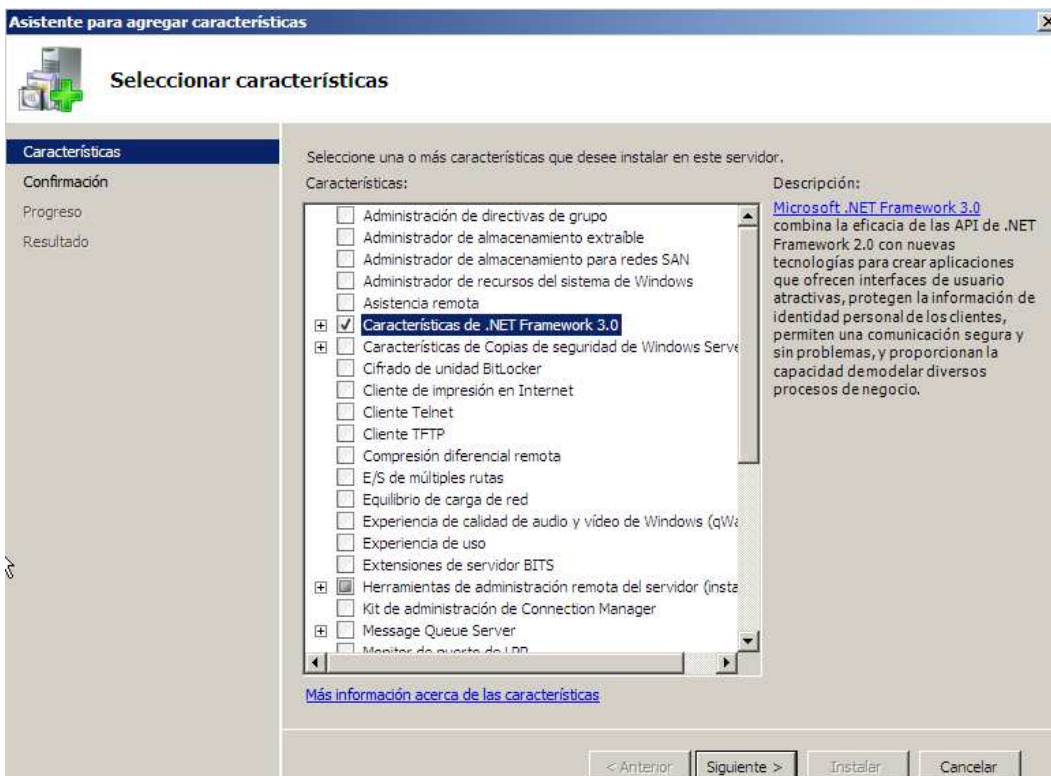 Asistente para agregar características
Seleccionar características
Características
Confirmación
Progreso
Resultado
Seleccione una o más características que desee instalar en este servidor.
Características:
Administración de directivas de grupo
Administrador de almacenamiento extraíble
Administrador de almacenamiento para redes SAN
Administrador de recursos del sistema de Windows
Asistencia remota
Características de .NET Framework 3.0
Características de Copias de seguridad de Windows Serve
Cifrado de unidad BitLocker
Cliente de impresión en Internet
Cliente Telnet
Cliente TFTP
Compresión diferencial remota
E/S de múltiples rutas
Equilibrio de carga de red
Experiencia de calidad de audio y vídeo de Windows (qWa
Experiencia de uso
Extensiones de servidor BITS
Herramientas de administración remota del servidor (insta
Kit de administración de Connection Manager
Message Queue Server
Monitor de puerto de LPR
Más información acerca de las características
Descripción:
Microsoft .NET Framework 3.0
combina la eficacia de las API de .NET
Framework 2.0 con nuevas
tecnologías para crear aplicaciones
que ofrecen interfaces de usuario
atractivas, protegen la información de
identidad personal de los clientes,
permiten una comunicación segura y
sin problemas, y proporcionan la
capacidad de modelar diversos
procesos de negocio.
< Anterior
Siguiente >
Instalar
Cancelar